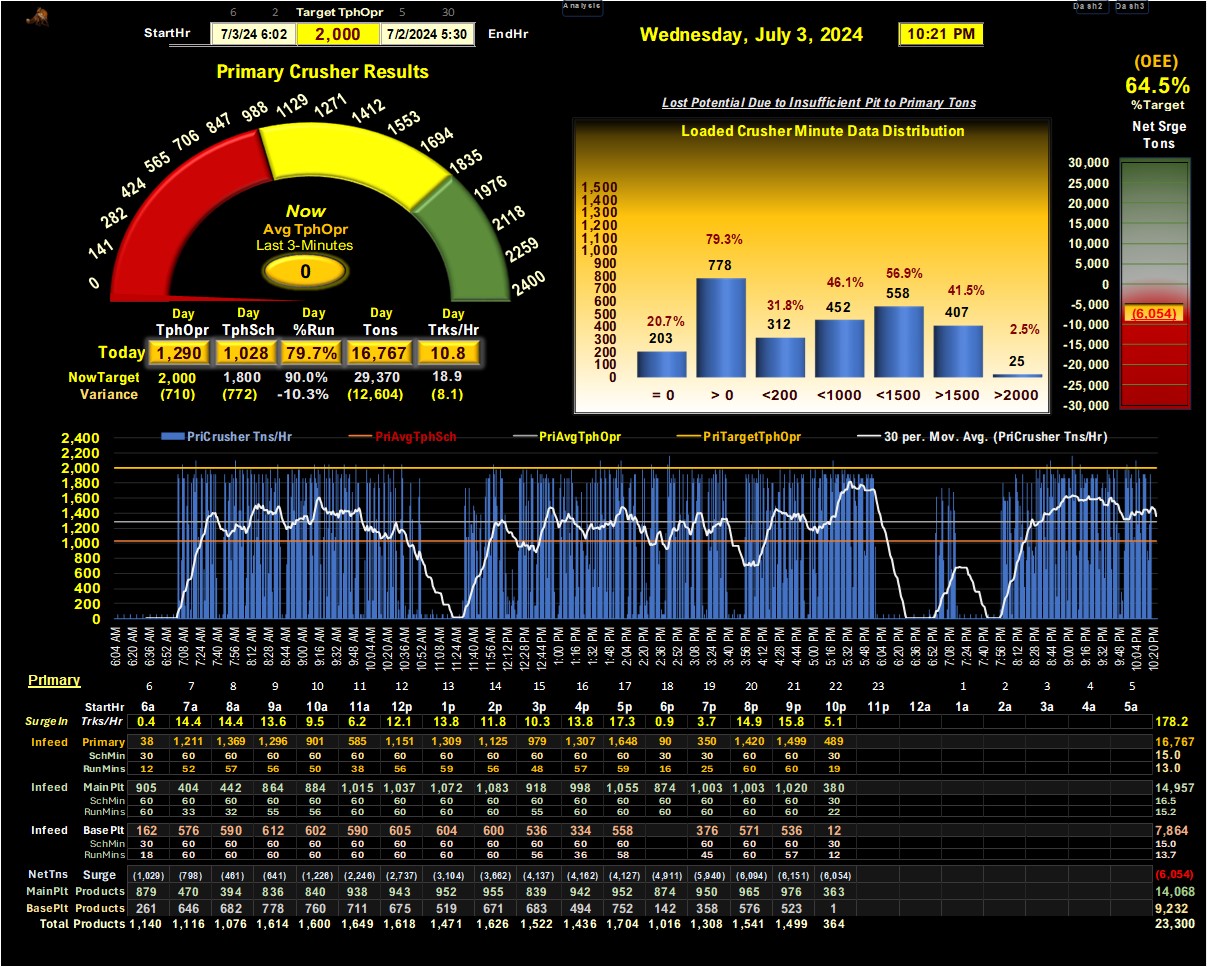 Analysis
Dash2 Dash3
6 2 Target TphOpr 5 30
StartHr 7/3/24 6:02 2,000 7/2/2024 5:30 EndHr
Wednesday, July 3, 2024 10:21 PM
(OEE)
64.5%
%Target
Net Srge
Tons
30,000
25,000
20,000
15,000
10,000
5,000
0
-5,000
(6,054)
-10,000
-15,000
-20,000
-25,000
-30,000
Primary Crusher Results
0
141
282
424
565
706
847
988
1129
1271
1412
1553
1694
1835
1976
2118
2259
2400
Now
Avg TphOpr
Last 3-Minutes
0
Day Day Day Day Day
TphOpr TphSch %Run Tons Trks/Hr
Today 1,290 1,028 79.7% 16,767 10.8
NowTarget 2,000 1,800 90.0% 29,370 18.9
Variance (710) (772) -10.3% (12,604) (8.1)
Lost Potential Due to Insufficient Pit to Primary Tons
Loaded Crusher Minute Data Distribution
1,500
1,400
1,300
1,200
1,100
1,000
900
800
700
600
500
400
300
200
100
0
20.7% 79.3% 31.8% 46.1% 56.9% 41.5% 2.5%
203 778 312 452 558 407 25
= 0 > 0 <200 <1000 <1500 >1500 >2000
PriCrusher Tns/Hr PriAvgTphSch PriAvgTphOpr PriTargetTphOpr 30 per. Mov. Avg. (PriCrusher Tns/Hr)
2,400
2,200
2,000
1,800
1,600
1,400
1,200
1,000
800
600
400
200
0
6:04 AM 6:20 AM 6:36 AM 6:52 AM 7:08 AM 7:24 AM 7:40 AM 7:56 AM 8:12 AM 8:28 AM 8:44 AM 9:00 AM 9:16 AM 9:32 AM 9:48 AM 10:04 AM 10:20 AM 10:36 AM 10:52 AM 11:08 AM 11:24 AM 11:40 AM 11:56 AM 12:12 PM 12:28 PM 12:44 PM 1:00 PM 1:16 PM 1:32 PM 1:48 PM 2:04 PM 2:20 PM 2:36 PM 2:52 PM 3:08 PM 3:24 PM 3:40 PM 3:56 PM 4:12 PM 4:28 PM 4:44 PM 5:00 PM 5:16 PM 5:32 PM 5:48 PM 6:04 PM 6:20 PM 6:36 PM 6:52 PM 7:08 PM 7:24 PM 7:40 PM 7:56 PM 8:12 PM 8:28 PM 8:44 PM 9:00 PM 9:16 PM 9:32 PM 9:48 PM 10:04 PM 10:20 PM
Primary
6 7 8 9 10 11 12 13 14 15 16 17 18 19 20 21 22 23 1 2 3 4 5
StartHr 6a 7a 8a 9a 10a 11a 12p 1p 2p 3p 4p 5p 6p 7p 8p 9p 10p 11p 12a 1a 2a 3a 4a 5a
SurgeIn Trks/Hr 0.4 14.4 14.4 13.6 9.5 6.2 12.1 13.8 11.8 10.3 13.8 17.3 0.9 3.7 14.9 15.8 5.1 178.2
Infeed Primary 38 1,211 1,369 1,296 901 585 1,151 1,309 1,125 979 1,307 1,648 90 350 1,420 1,499 489 16,767
SchMin 30 60 60 60 60 60 60 60 60 60 60 60 30 30 60 60 30 15.0
RunMins 12 52 57 56 50 38 56 59 56 48 57 59 16 25 60 60 19 13.0
Infeed MainPlt 905 404 442 864 884 1,015 1,037 1,072 1,083 918 998 1,055 874 1,003 1,003 1,020 380 14,957
SchMin 60 60 60 60 60 60 60 60 60 60 60 60 60 60 60 60 30 16.5
RunMins 60 33 32 55 56 60 60 60 60 55 60 60 60 60 60 60 22 15.2
Infeed Base Plt 162 576 590 612 602 590 605 604 600 536 334 558 376 571 536 12 7,864
SchMin 30 60 60 60 60 60 60 60 60 60 60 60 60 60 60 30 15.0
RunMins 18 60 60 60 60 60 60 60 60 56 36 58 45 60 57 12 13.7
NetTns Surge (1,029) (798) (461) (641) (1,226) (2,246) (2,737) (3,104) (3,662) (4,137) (4,162) (4,127) (4,911) (5,940) (6,094) (6,151) (6,054) (6,054)
MainPlt Products 879 470 394 836 840 938 943 952 955 839 942 952 874 950 965 976 363 14,068
BasePlt Products 261 646 682 778 760 711 675 519 671 683 494 752 142 358 576 523 1 9,232
Total Products 1,140 1,116 1,076 1,614 1,600 1,649 1,618 1,471 1,626 1,522 1,436 1,704 1,016 1,308 1,541 1,499 364 23,300